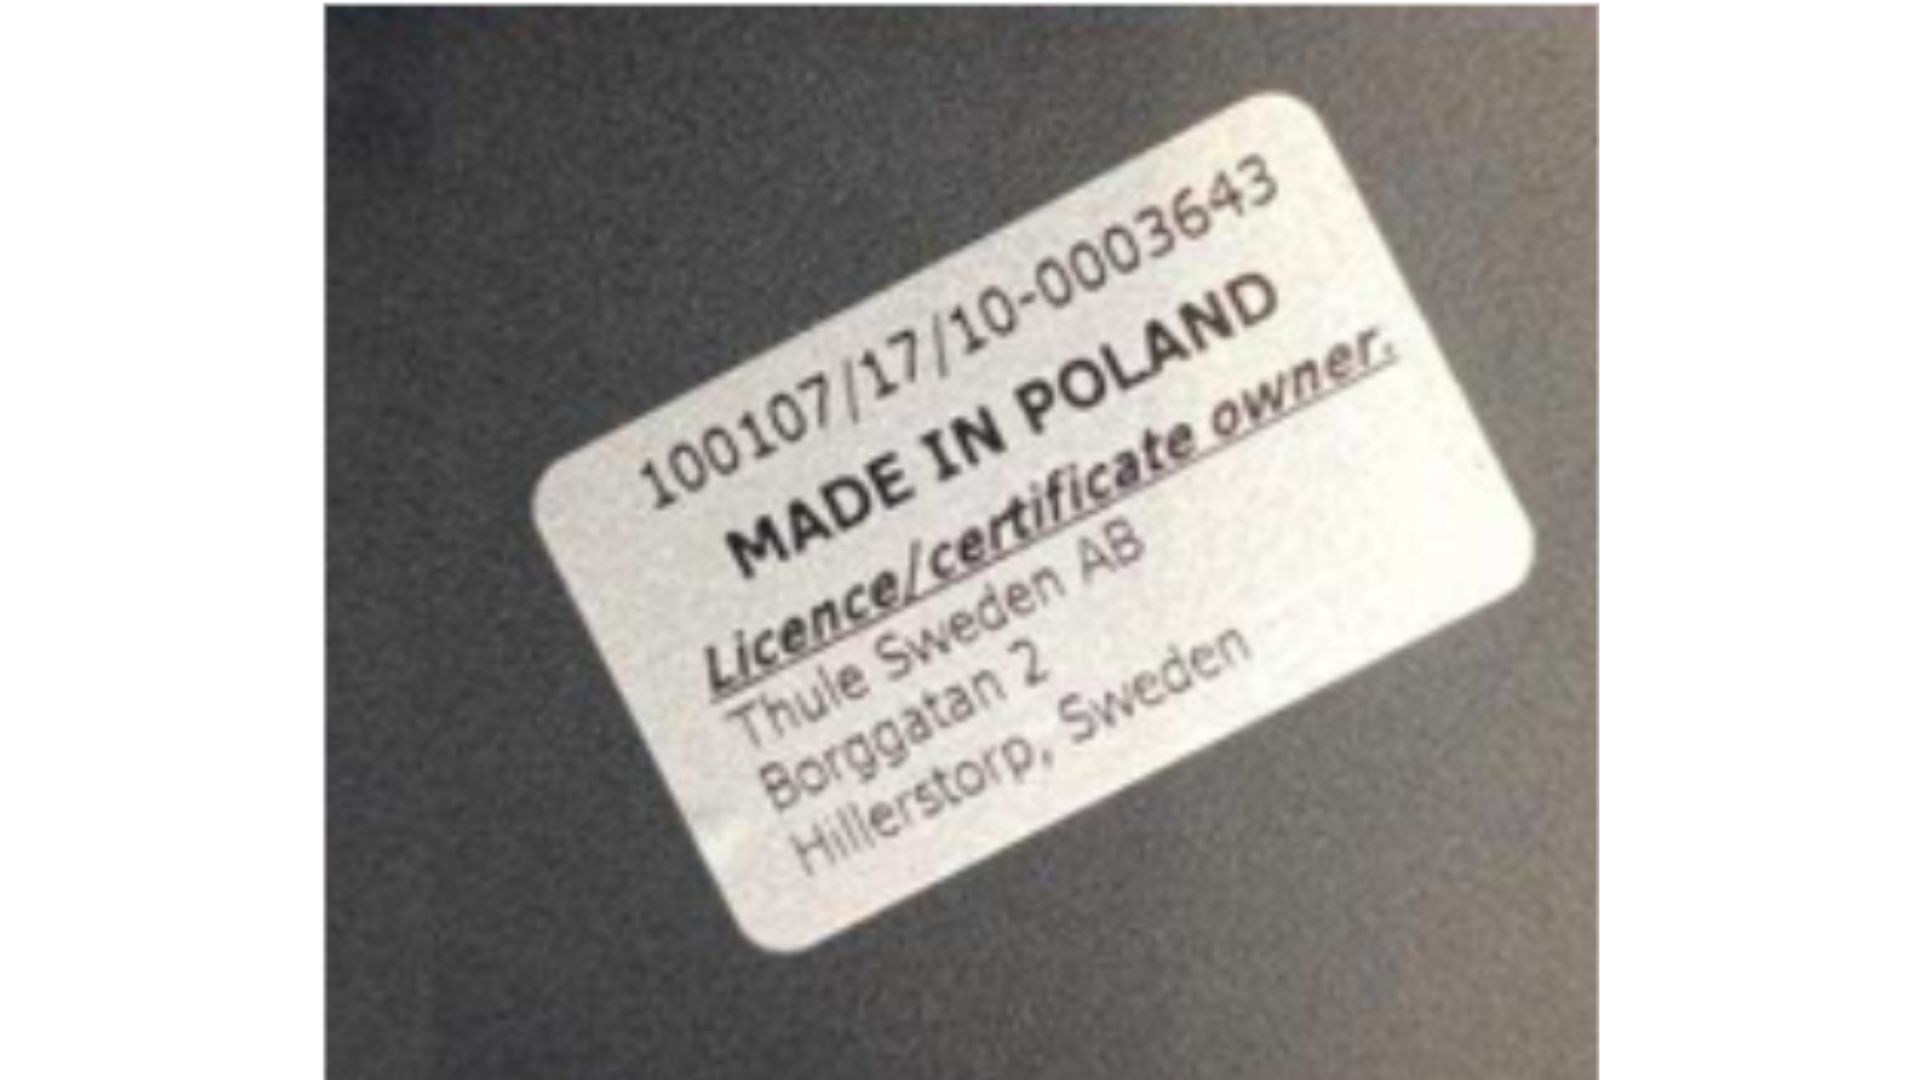 100107/17/10-0003643
MADE IN POLAND
Licence/certificate owner:
Thule Sweden AB
Borggatan 2
Hillerstorp, Sweden